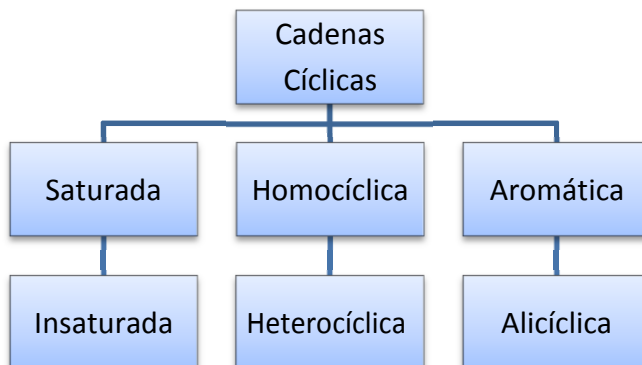 Cadenas
Cíclicas
Saturada
Homocíclica
Aromática
Insaturada
Heterocíclica
Alicíclica